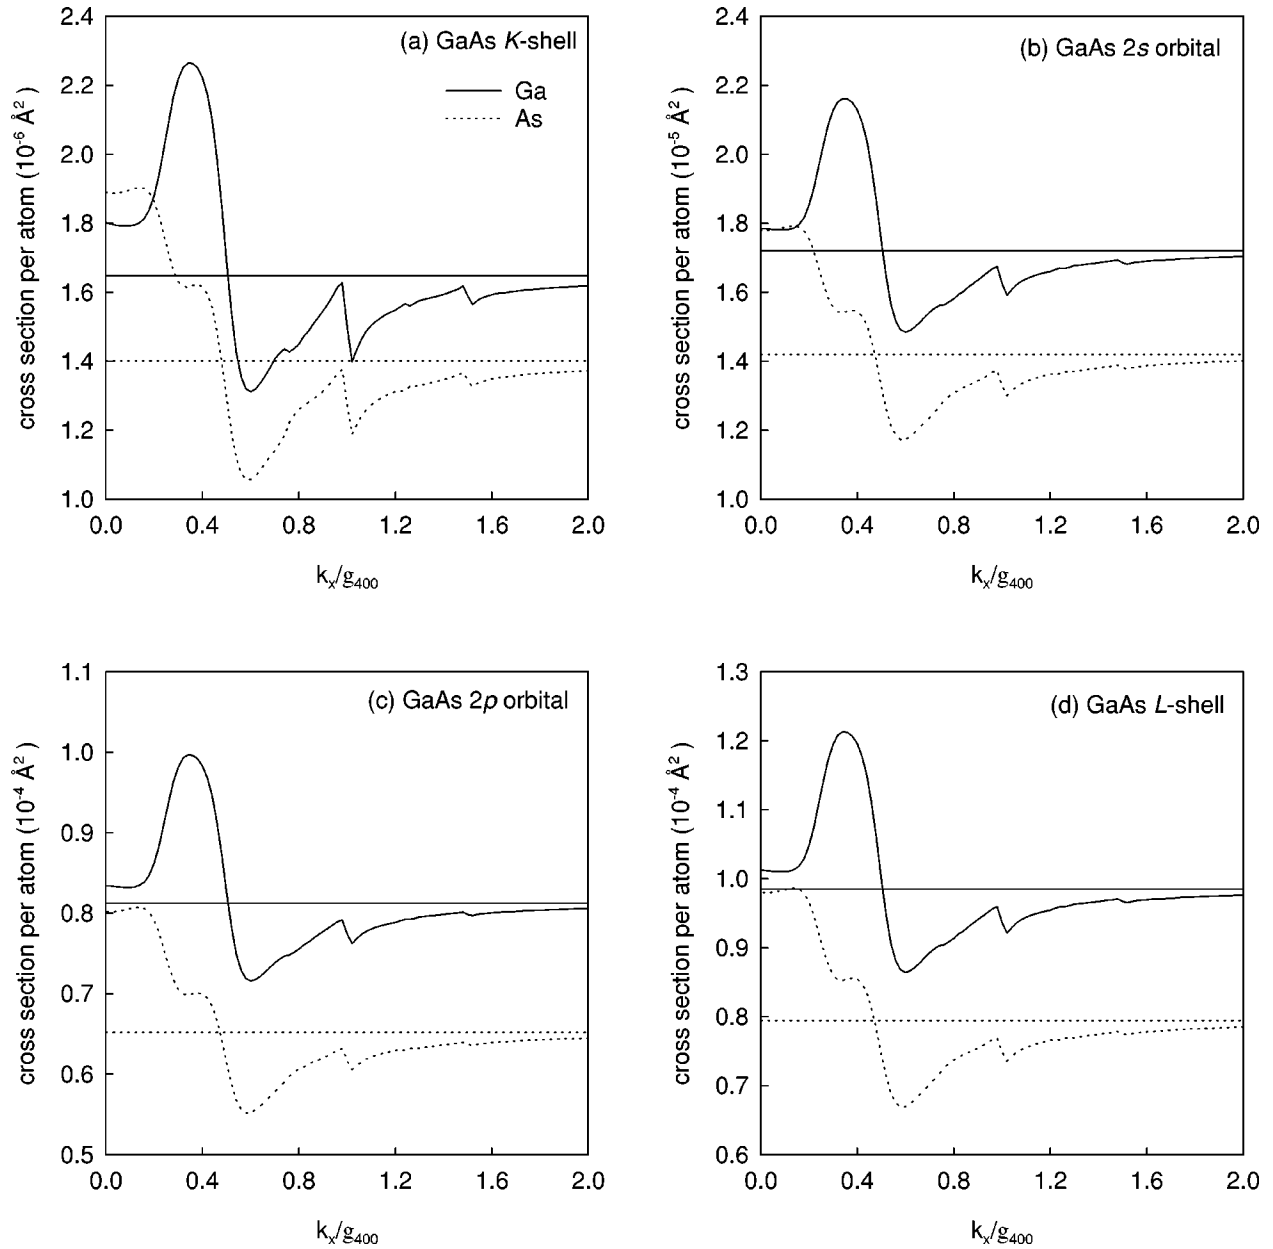 (a) GaAs K-shell
Ga
As
cross section per atom (10⁻⁶ Å²)
2.4
2.2
2.0
1.8
1.6
1.4
1.2
1.0
0.0 0.4 0.8 1.2 1.6 2.0
kₓ/g₄₀₀
(b) GaAs 2s orbital
cross section per atom (10⁻⁵ Å²)
2.4
2.2
2.0
1.8
1.6
1.4
1.2
1.0
0.0 0.4 0.8 1.2 1.6 2.0
kₓ/g₄₀₀
(c) GaAs 2p orbital
cross section per atom (10⁻⁴ Å²)
1.1
1.0
0.9
0.8
0.7
0.6
0.5
0.0 0.4 0.8 1.2 1.6 2.0
kₓ/g₄₀₀
(d) GaAs L-shell
cross section per atom (10⁻⁴ Å²)
1.3
1.2
1.1
1.0
0.9
0.8
0.7
0.6
0.0 0.4 0.8 1.2 1.6 2.0
kₓ/g₄₀₀